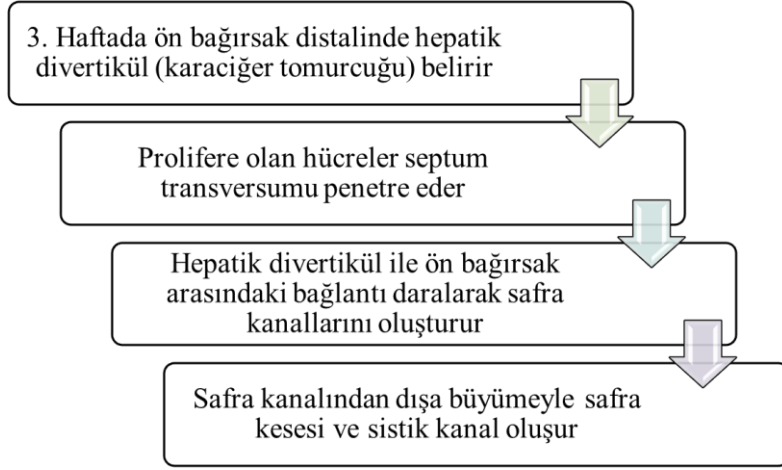 3. Haftada ön bağırsak distalinde hepatik
divertikül (karaciğer tomurcuğu) belirir
Prolifere olan hücreler septum
transversumu penetre eder
Hepatik divertikül ile ön bağırsak
arasındaki bağlantı daralarak safra
kanallarını oluşturur
Safra kanalından dışa büyümeyle safra
kesesi ve sistik kanal oluşur